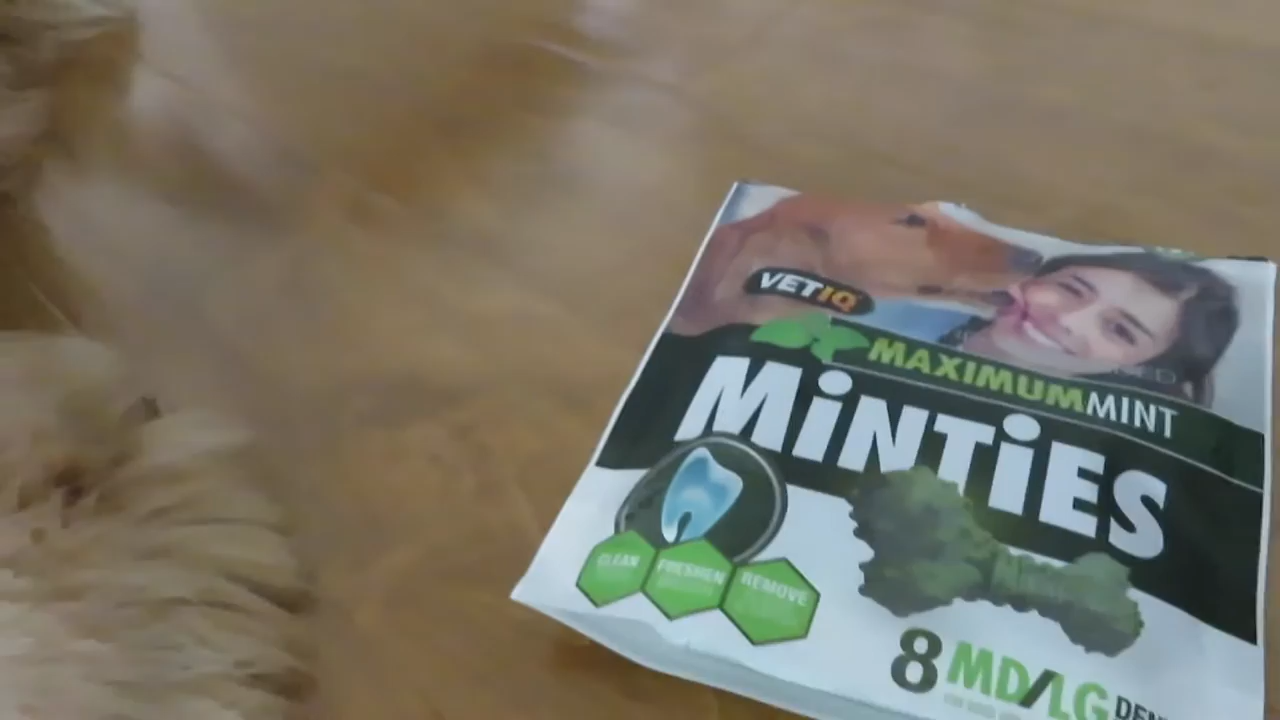 VETIQ
MAXIMUMMINT
MiNTiES
CLEAN
FRESHEN
REMOVE
8 MD/LG